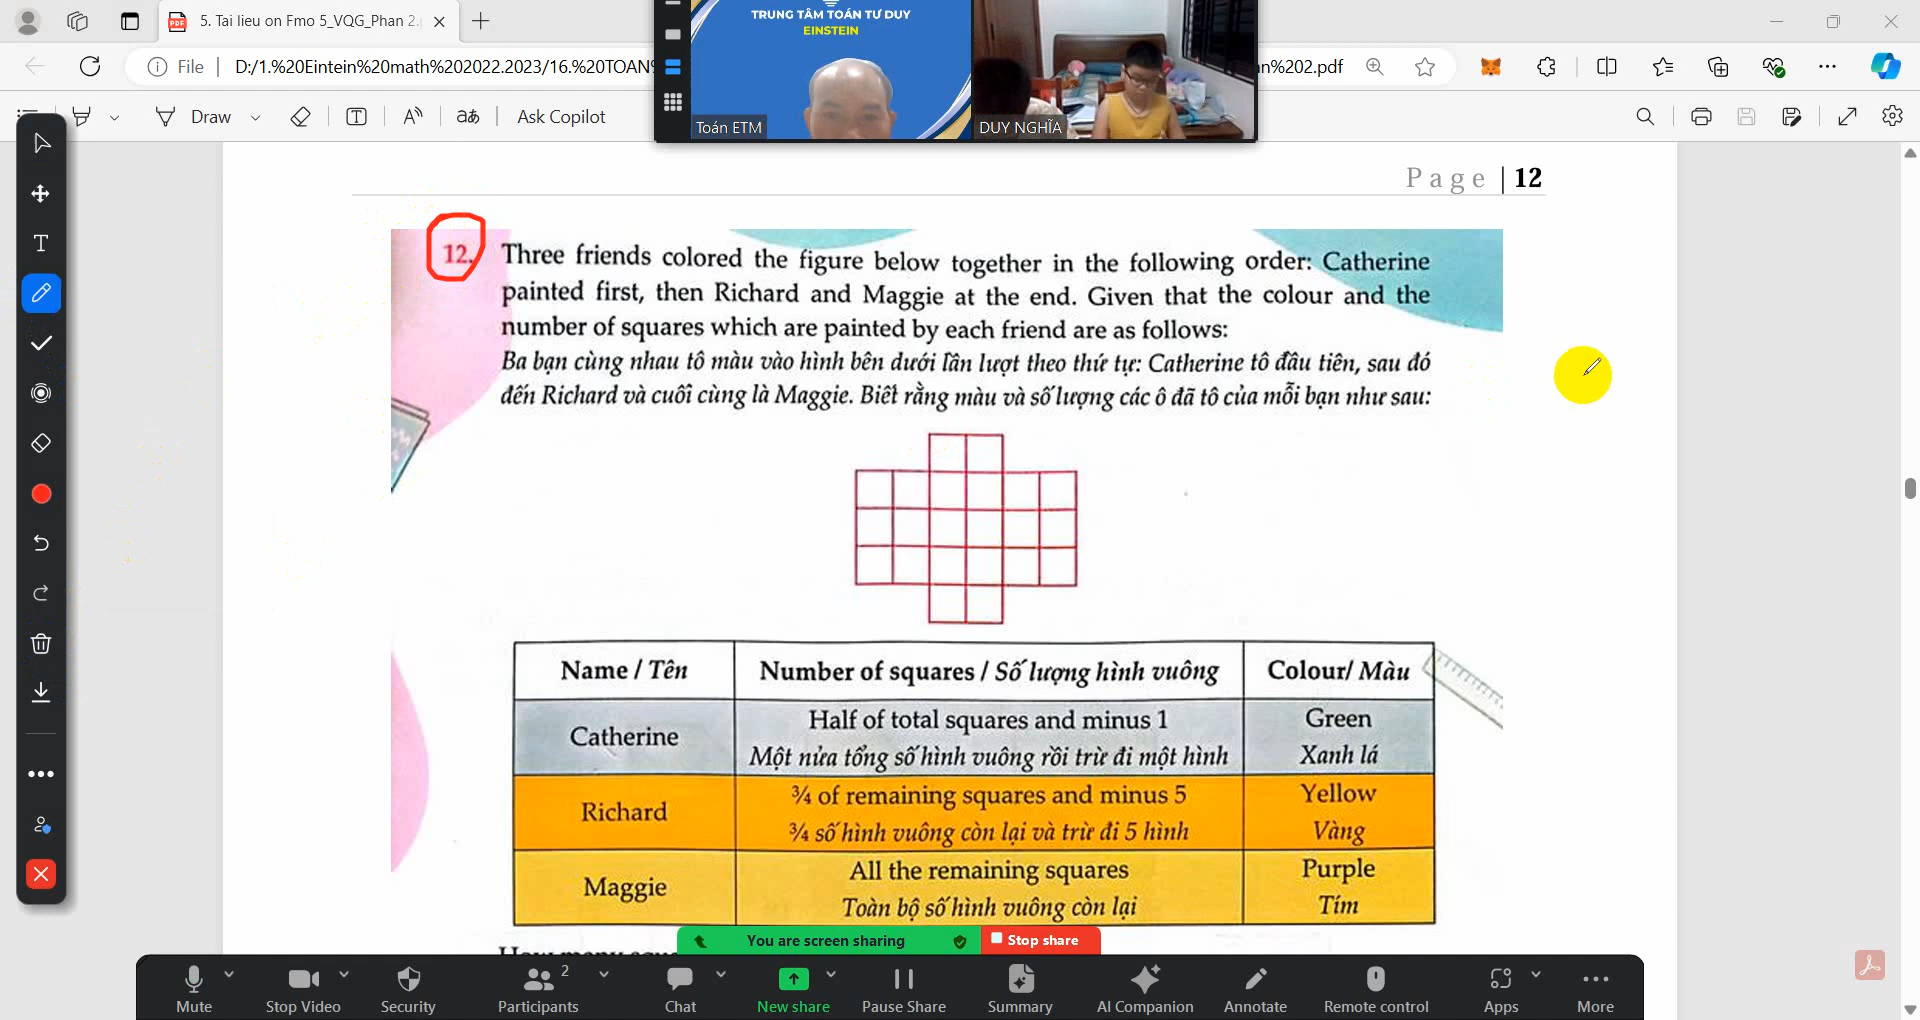 5. Tai lieu on Fmo 5_VQG_Phan 2.
File
D:/1.%20Eintein%20math%202022.2023/16.%20TOAN%
n%202.pdf
TRUNG TÂM TOÁN TƯ DUY
EINSTEIN
Toán ETM
DUY NGHĨA
Draw
aあ
Ask Copilot
Page | 12
12. Three friends colored the figure below together in the following order: Catherine
painted first, then Richard and Maggie at the end. Given that the colour and the
number of squares which are painted by each friend are as follows:
Ba bạn cùng nhau tô màu vào hình bên dưới lần lượt theo thứ tự: Catherine tô đầu tiên, sau đó
đến Richard và cuối cùng là Maggie. Biết rằng màu và số lượng các ô đã tô của mỗi bạn như sau:
Name / Tên Number of squares / Số lượng hình vuông Colour/ Màu
Catherine Half of total squares and minus 1 Green
Một nửa tổng số hình vuông rồi trừ đi một hình Xanh lá
Richard ¾ of remaining squares and minus 5 Yellow
¾ số hình vuông còn lại và trừ đi 5 hình Vàng
Maggie All the remaining squares Purple
Toàn bộ số hình vuông còn lại Tím
You are screen sharing
Stop share
Mute
Stop Video
Security
Participants
2
Chat
New share
Pause Share
Summary
AI Companion
Annotate
Remote control
Apps
More